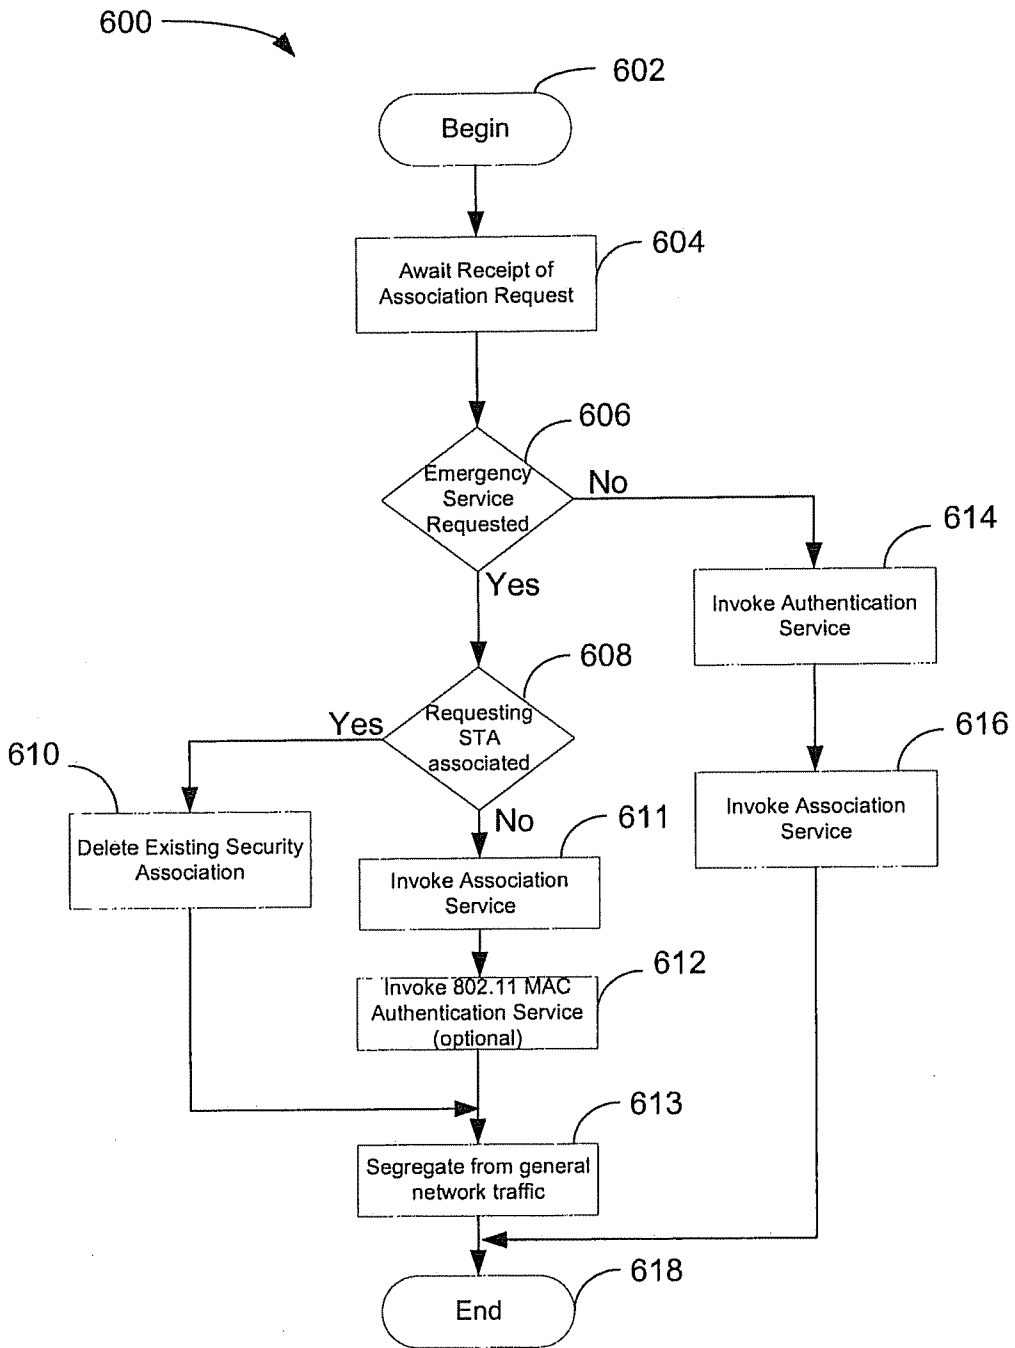 600
602
Begin
604
Await Receipt of
Association Request
606
Emergency
Service
Requested
No
Yes
614
Invoke Authentication
Service
608
Requesting
STA
associated
Yes
No
610
Delete Existing Security
Association
616
Invoke Association
Service
611
Invoke Association
Service
612
Invoke 802.11 MAC
Authentication Service
(optional)
613
Segregate from general
network traffic
618
End